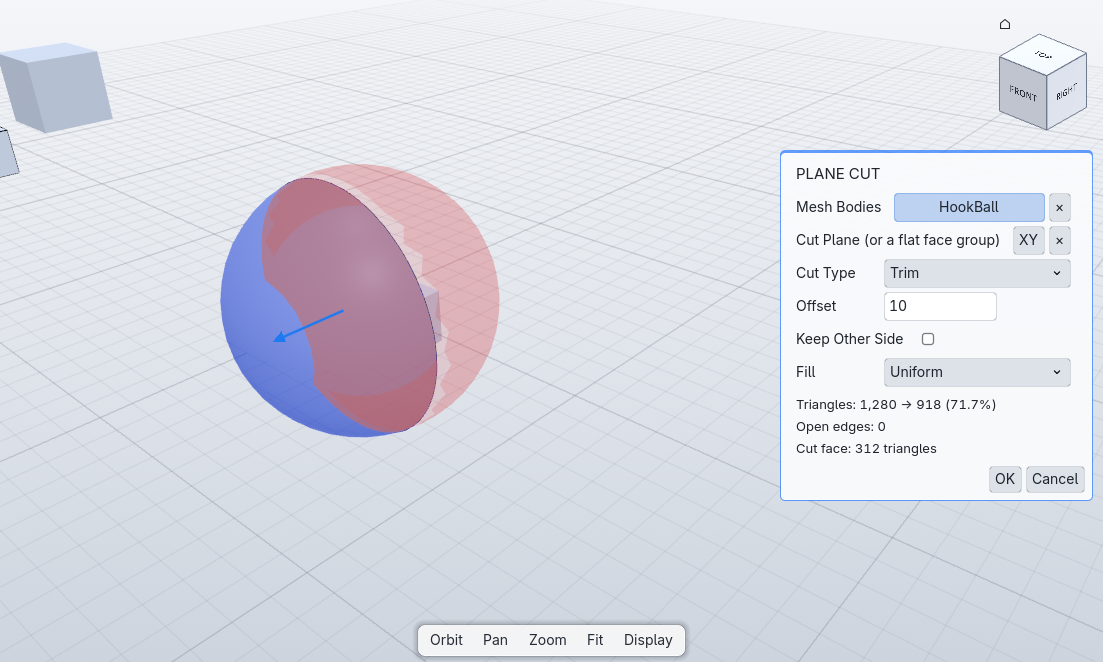 TOP
FRONT
RIGHT
PLANE CUT
Mesh Bodies HookBall ×
Cut Plane (or a flat face group) XY ×
Cut Type Trim
Offset 10
Keep Other Side
Fill Uniform
Triangles: 1,280 → 918 (71.7%)
Open edges: 0
Cut face: 312 triangles
OK Cancel
Orbit Pan Zoom Fit Display